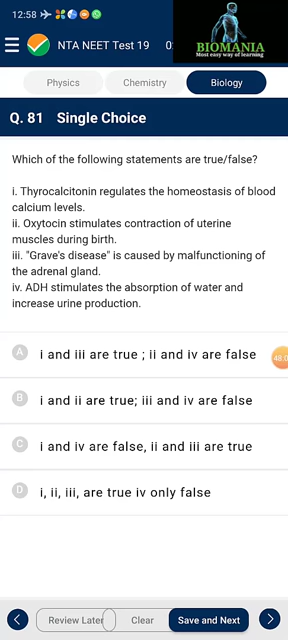 12:58
NTA NEET Test 19
BIOMANIA
Most easy way of learning
Physics
Chemistry
Biology
Q. 81 Single Choice
Which of the following statements are true/false?
i. Thyrocalcitonin regulates the homeostasis of blood
calcium levels.
ii. Oxytocin stimulates contraction of uterine
muscles during birth.
iii. "Grave's disease" is caused by malfunctioning of
the adrenal gland.
iv. ADH stimulates the absorption of water and
increase urine production.
A i and iii are true ; ii and iv are false
B i and ii are true; iii and iv are false
C i and iv are false, ii and iii are true
D i, ii, iii, are true iv only false
Review Later
Clear
Save and Next